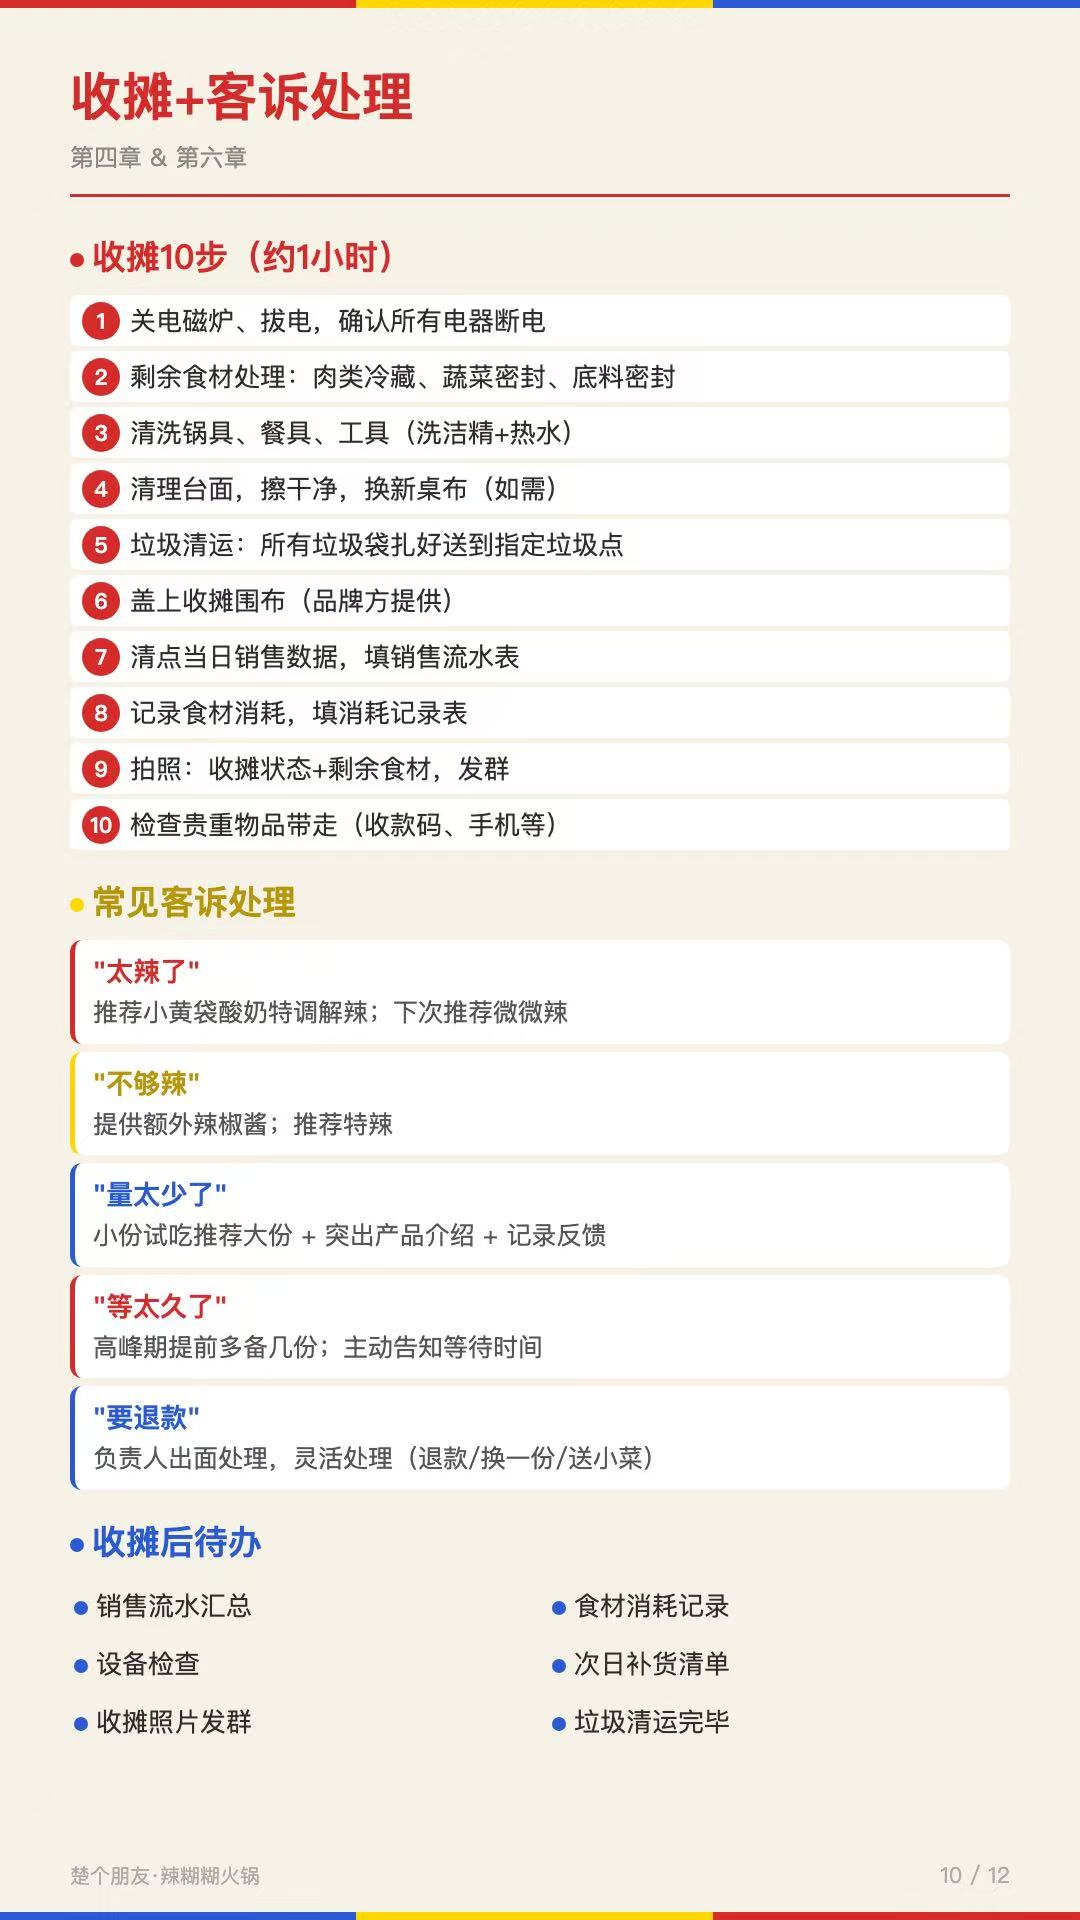 收摊+客诉处理
第四章 & 第六章
收摊10步（约1小时）
1 关电磁炉、拔电，确认所有电器断电
2 剩余食材处理：肉类冷藏、蔬菜密封、底料密封
3 清洗锅具、餐具、工具（洗洁精+热水）
4 清理台面，擦干净，换新桌布（如需）
5 垃圾清运：所有垃圾袋扎好送到指定垃圾点
6 盖上收摊围布（品牌方提供）
7 清点当日销售数据，填销售流水表
8 记录食材消耗，填消耗记录表
9 拍照：收摊状态+剩余食材，发群
10 检查贵重物品带走（收款码、手机等）
常见客诉处理
"太辣了"
推荐小黄袋酸奶特调解辣；下次推荐微微辣
"不够辣"
提供额外辣椒酱；推荐特辣
"量太少了"
小份试吃推荐大份 + 突出产品介绍 + 记录反馈
"等太久了"
高峰期提前多备几份；主动告知等待时间
"要退款"
负责人出面处理，灵活处理（退款/换一份/送小菜）
收摊后待办
销售流水汇总
食材消耗记录
设备检查
次日补货清单
收摊照片发群
垃圾清运完毕
楚个朋友·辣糊糊火锅
10 / 12